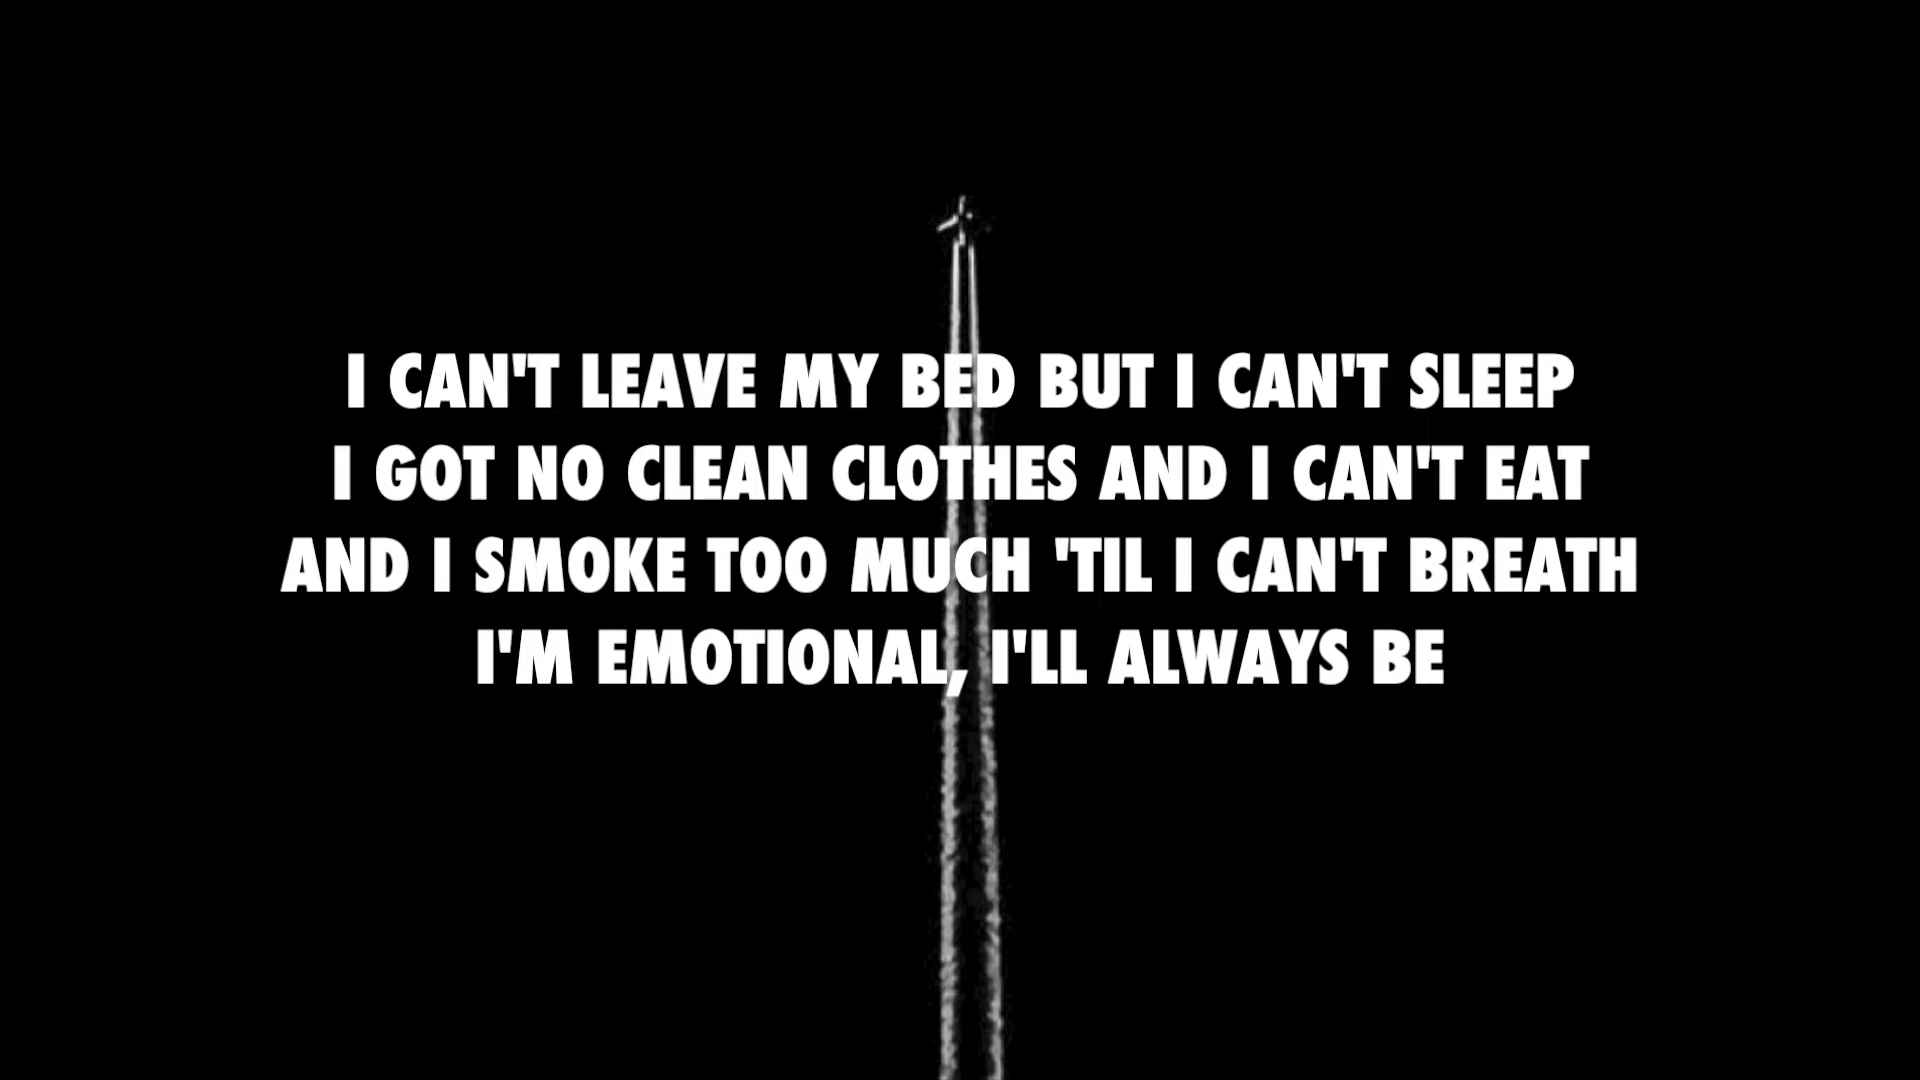 I CAN'T LEAVE MY BED BUT I CAN'T SLEEP
I GOT NO CLEAN CLOTHES AND I CAN'T EAT
AND I SMOKE TOO MUCH 'TIL I CAN'T BREATH
I'M EMOTIONAL, I'LL ALWAYS BE